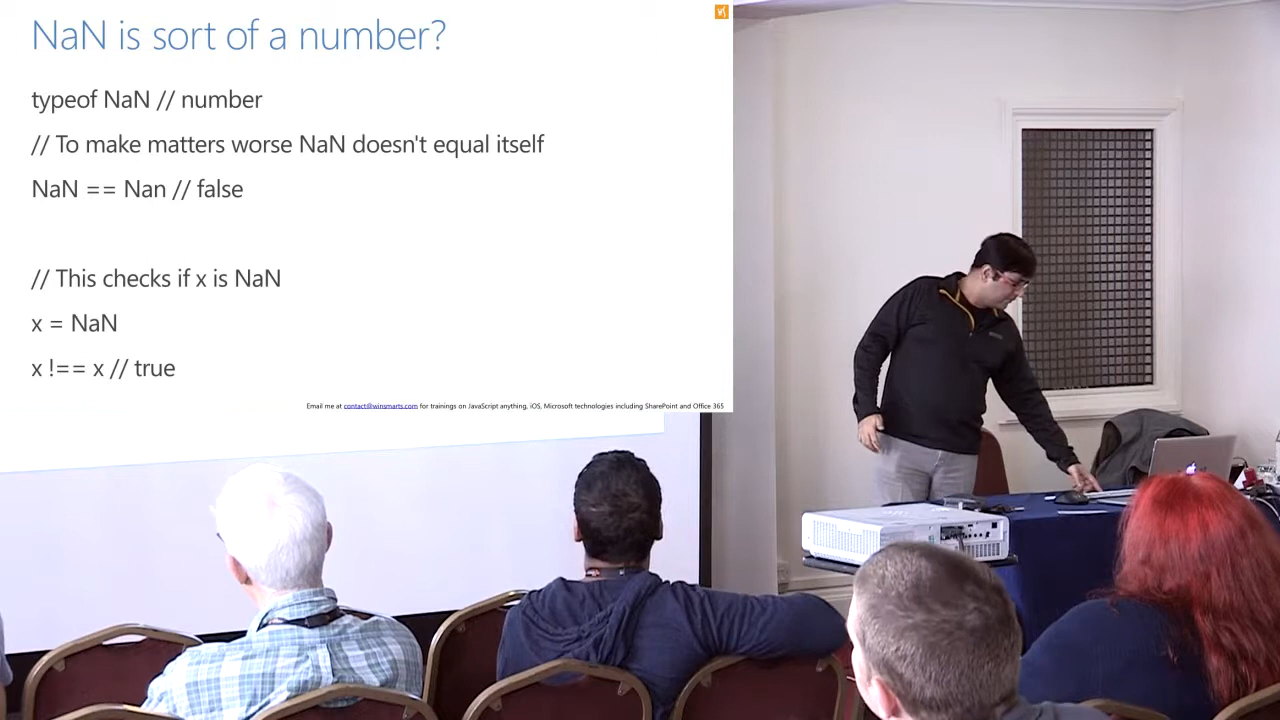 NaN is sort of a number?
typeof NaN // number
// To make matters worse NaN doesn't equal itself
NaN == Nan // false
// This checks if x is NaN
x = NaN
x !== x // true
Email me at contact@winsmarts.com for trainings on JavaScript anything, iOS, Microsoft technologies including SharePoint and Office 365